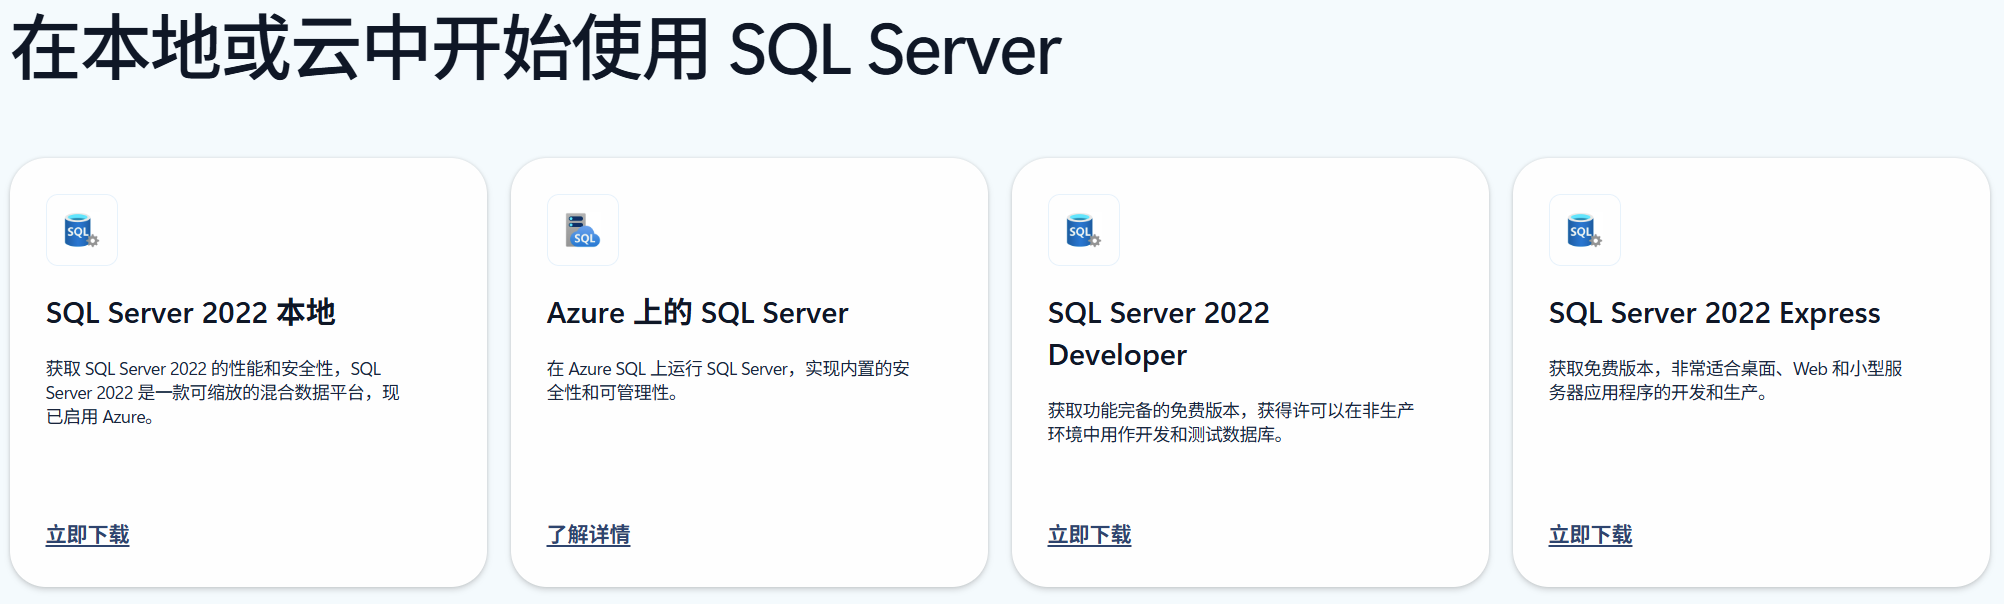 在本地或云中开始使用 SQL Server
SQL
SQL Server 2022 本地
获取 SQL Server 2022 的性能和安全性，SQL
Server 2022 是一款可缩放的混合数据平台，现
已启用 Azure。
立即下载
SQL
Azure 上的 SQL Server
在 Azure SQL 上运行 SQL Server，实现内置的安
全性和可管理性。
了解详情
SQL
SQL Server 2022
Developer
获取功能完备的免费版本，获得许可以在非生产
环境中用作开发和测试数据库。
立即下载
SQL
SQL Server 2022 Express
获取免费版本，非常适合桌面、Web 和小型服
务器应用程序的开发和生产。
立即下载